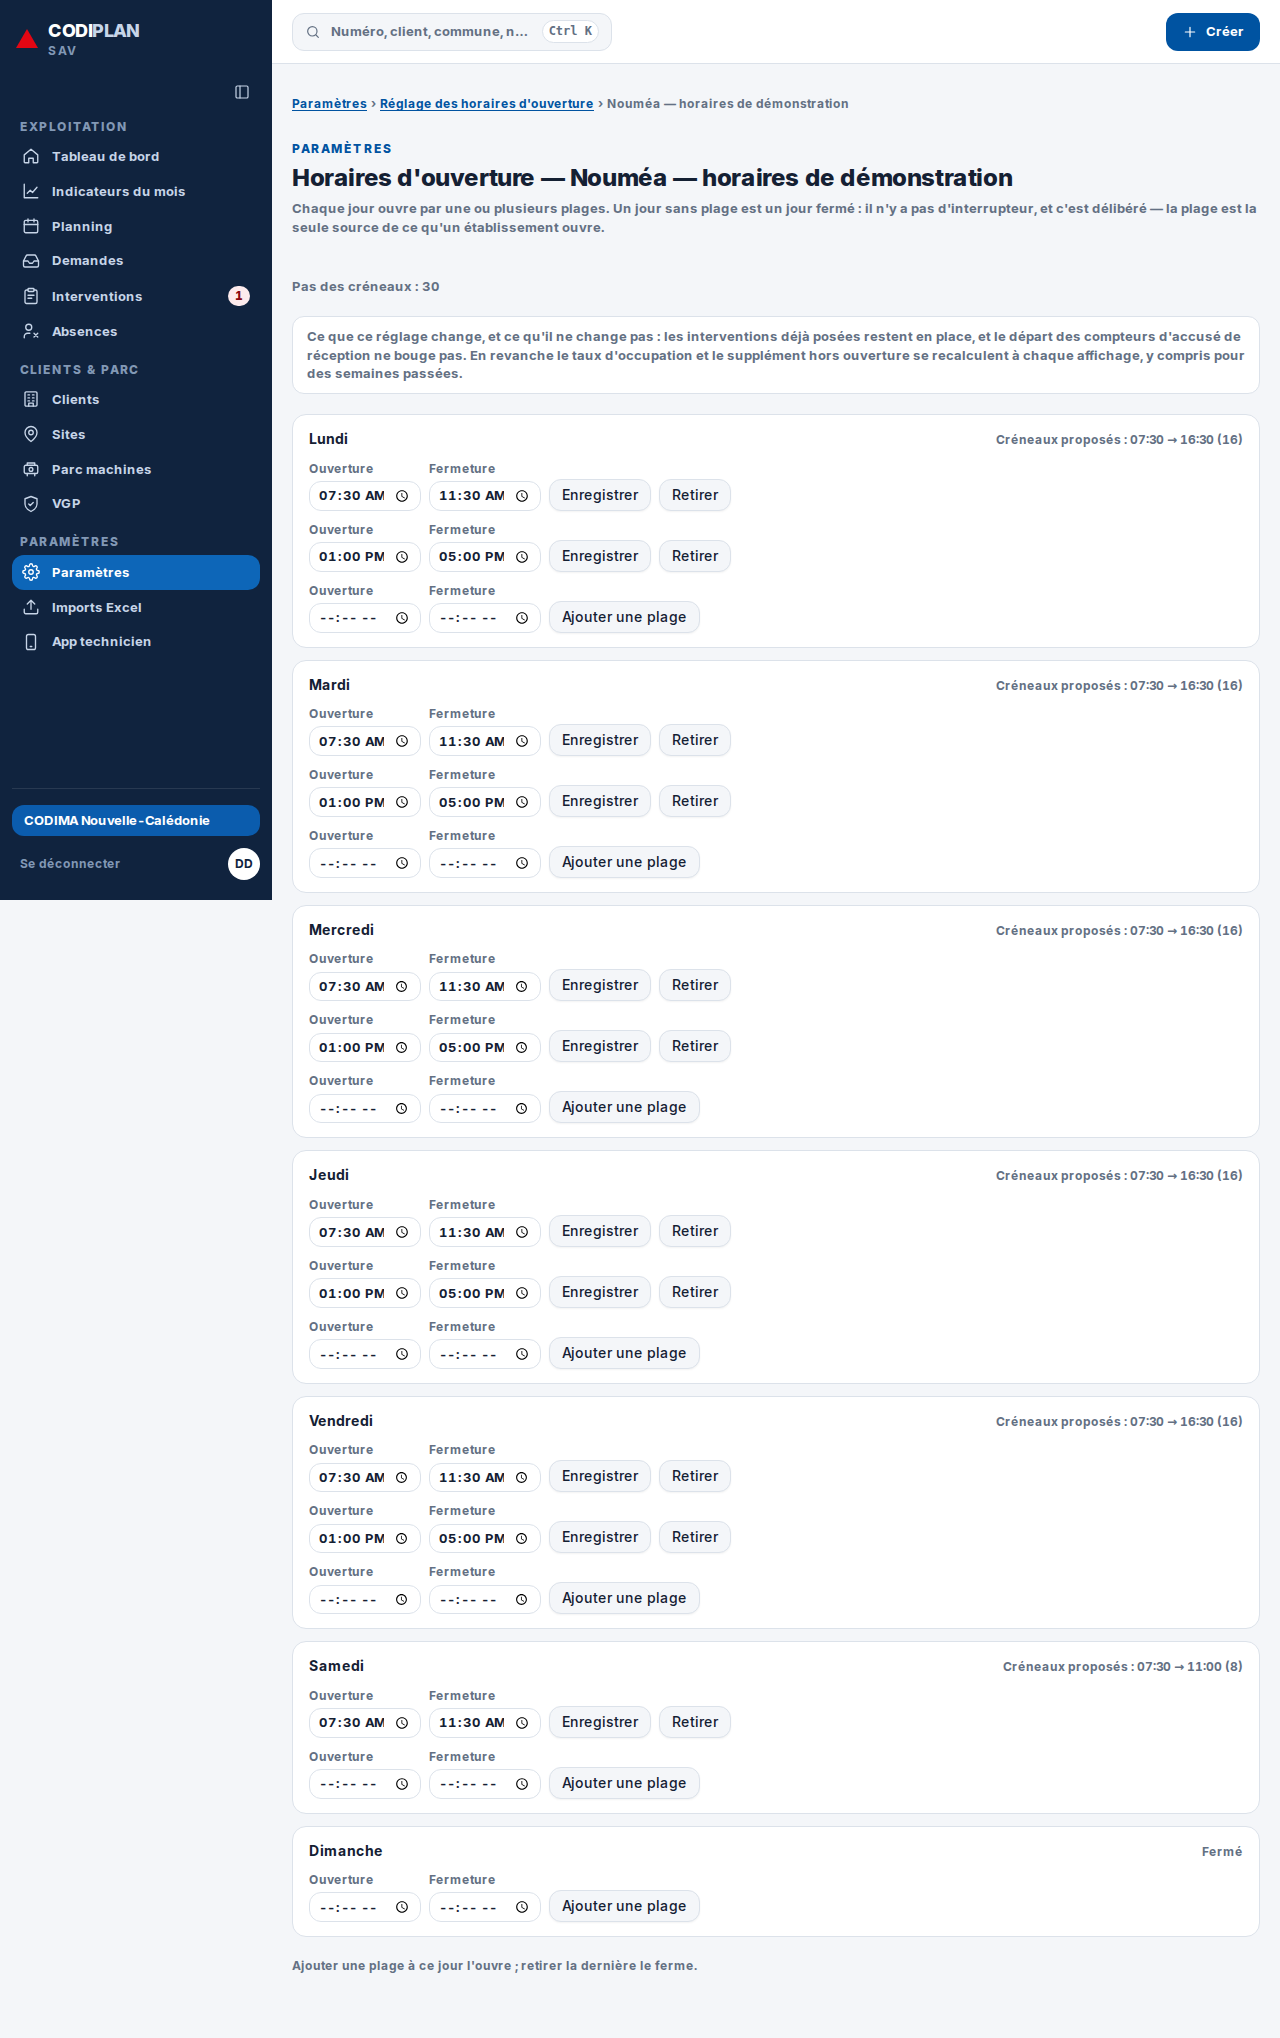 CODIPLAN
SAV
EXPLOITATION
Tableau de bord
Indicateurs du mois
Planning
Demandes
Interventions 1
Absences
CLIENTS & PARC
Clients
Sites
Parc machines
VGP
PARAMÈTRES
Paramètres
Imports Excel
App technicien
CODIMA Nouvelle-Calédonie
Se déconnecter DD
Numéro, client, commune, n... Ctrl K
Créer
Paramètres › Réglage des horaires d'ouverture › Nouméa — horaires de démonstration
PARAMÈTRES
Horaires d'ouverture — Nouméa — horaires de démonstration
Chaque jour ouvre par une ou plusieurs plages. Un jour sans plage est un jour fermé : il n'y a pas d'interrupteur, et c'est délibéré — la plage est la
seule source de ce qu'un établissement ouvre.
Pas des créneaux : 30
Ce que ce réglage change, et ce qu'il ne change pas : les interventions déjà posées restent en place, et le départ des compteurs d'accusé de
réception ne bouge pas. En revanche le taux d'occupation et le supplément hors ouverture se recalculent à chaque affichage, y compris pour
des semaines passées.
Lundi Créneaux proposés : 07:30 → 16:30 (16)
Ouverture Fermeture
07:30 AM 11:30 AM Enregistrer Retirer
Ouverture Fermeture
01:00 PM 05:00 PM Enregistrer Retirer
Ouverture Fermeture
--:-- -- --:-- -- Ajouter une plage
Mardi Créneaux proposés : 07:30 → 16:30 (16)
Ouverture Fermeture
07:30 AM 11:30 AM Enregistrer Retirer
Ouverture Fermeture
01:00 PM 05:00 PM Enregistrer Retirer
Ouverture Fermeture
--:-- -- --:-- -- Ajouter une plage
Mercredi Créneaux proposés : 07:30 → 16:30 (16)
Ouverture Fermeture
07:30 AM 11:30 AM Enregistrer Retirer
Ouverture Fermeture
01:00 PM 05:00 PM Enregistrer Retirer
Ouverture Fermeture
--:-- -- --:-- -- Ajouter une plage
Jeudi Créneaux proposés : 07:30 → 16:30 (16)
Ouverture Fermeture
07:30 AM 11:30 AM Enregistrer Retirer
Ouverture Fermeture
01:00 PM 05:00 PM Enregistrer Retirer
Ouverture Fermeture
--:-- -- --:-- -- Ajouter une plage
Vendredi Créneaux proposés : 07:30 → 16:30 (16)
Ouverture Fermeture
07:30 AM 11:30 AM Enregistrer Retirer
Ouverture Fermeture
01:00 PM 05:00 PM Enregistrer Retirer
Ouverture Fermeture
--:-- -- --:-- -- Ajouter une plage
Samedi Créneaux proposés : 07:30 → 11:00 (8)
Ouverture Fermeture
07:30 AM 11:30 AM Enregistrer Retirer
Ouverture Fermeture
--:-- -- --:-- -- Ajouter une plage
Dimanche Fermé
Ouverture Fermeture
--:-- -- --:-- -- Ajouter une plage
Ajouter une plage à ce jour l'ouvre ; retirer la dernière le ferme.